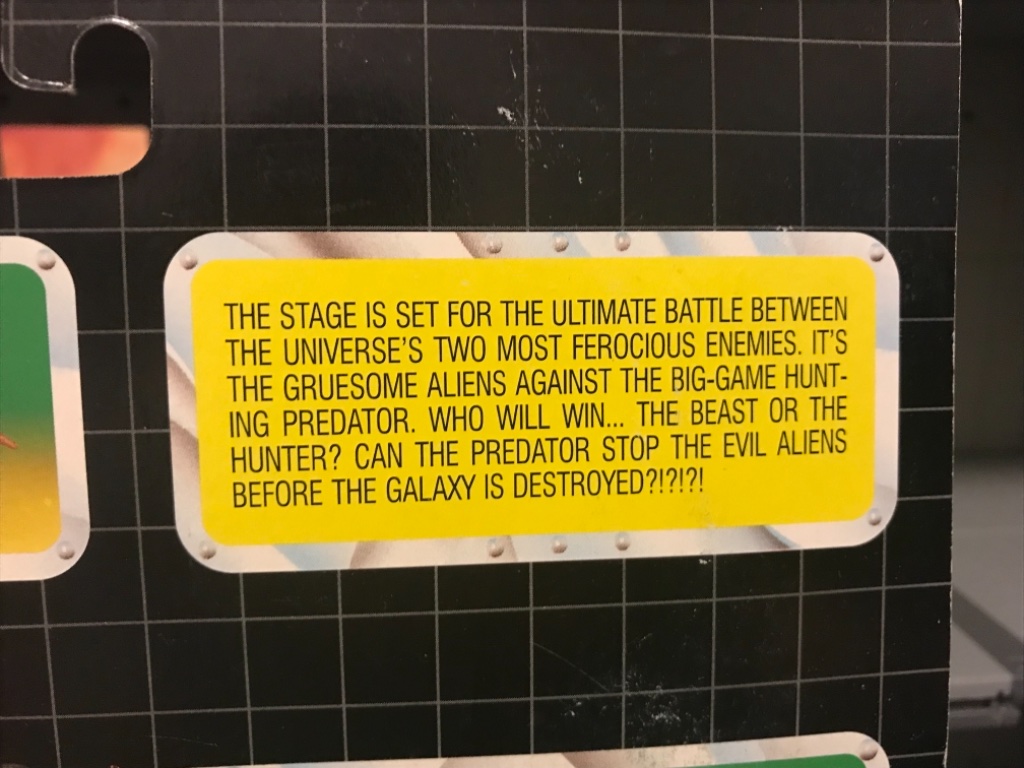 THE STAGE IS SET FOR THE ULTIMATE BATTLE BETWEEN
THE UNIVERSE'S TWO MOST FEROCIOUS ENEMIES. IT'S
THE GRUESOME ALIENS AGAINST THE BIG-GAME HUNT-
ING PREDATOR. WHO WILL WIN... THE BEAST OR THE
HUNTER? CAN THE PREDATOR STOP THE EVIL ALIENS
BEFORE THE GALAXY IS DESTROYED?!?!?!